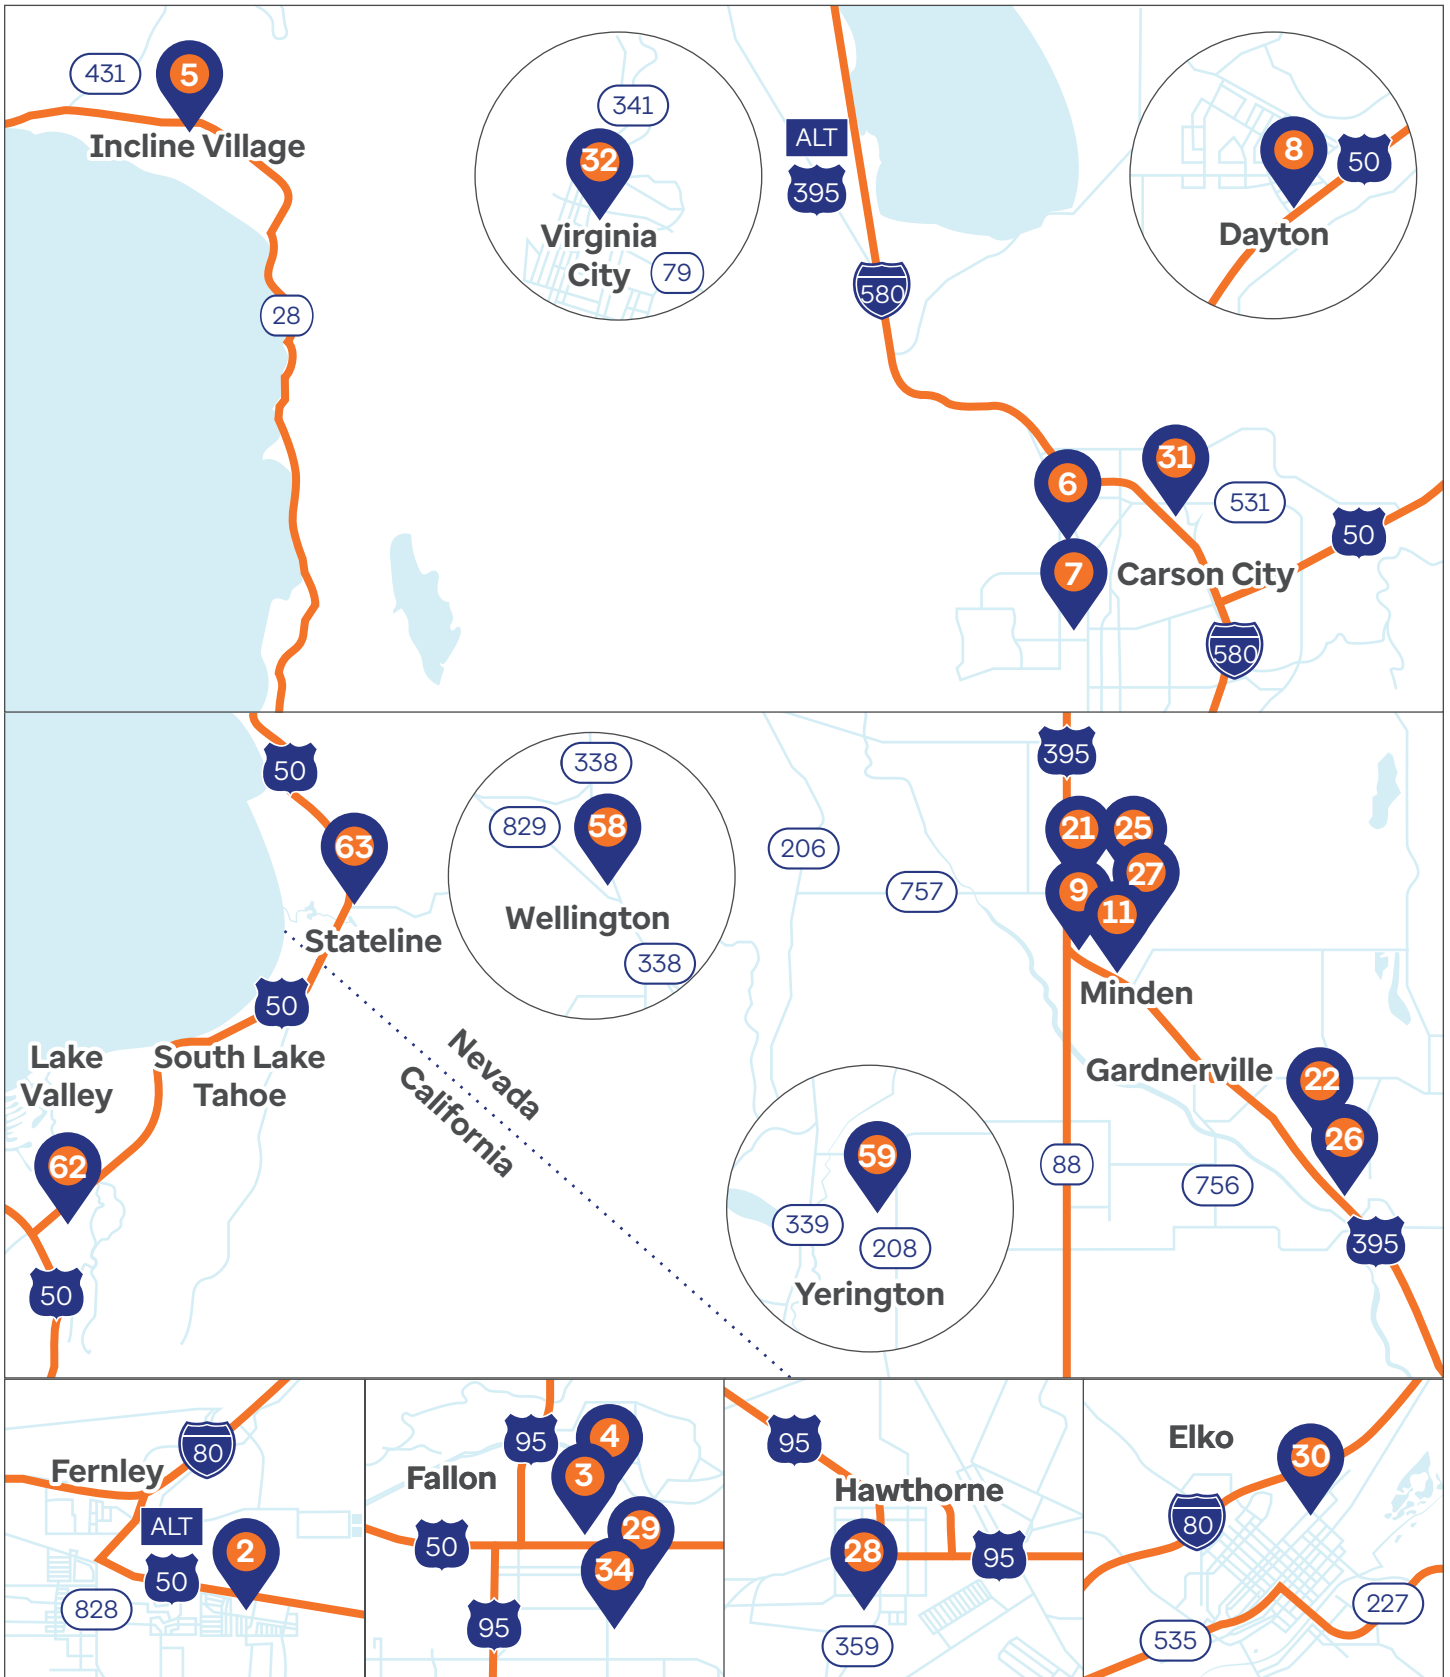 431
5
Incline Village
28
341
32
Virginia
City
79
ALT
395
580
8
50
Dayton
6
31
531
7
Carson City
50
580
50
63
Stateline
50
Lake
Valley
South Lake
Tahoe
62
50
338
829
58
Wellington
338
Nevada
California
206
757
395
21
25
27
9
11
Minden
Gardnerville
22
26
88
756
395
59
339
208
Yerington
80
Fernley
ALT
50
2
828
95
4
3
Fallon
50
29
34
95
95
Hawthorne
28
95
359
Elko
30
80
227
535